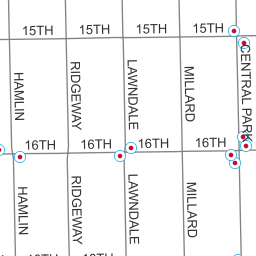 15TH 15TH 15TH 15TH
HAMLIN
RIDGEWAY
LAWNDALE
MILLARD
CENTRAL PARK
16TH 16TH 16TH 16TH
HAMLIN
RIDGEWAY
LAWNDALE
MILLARD